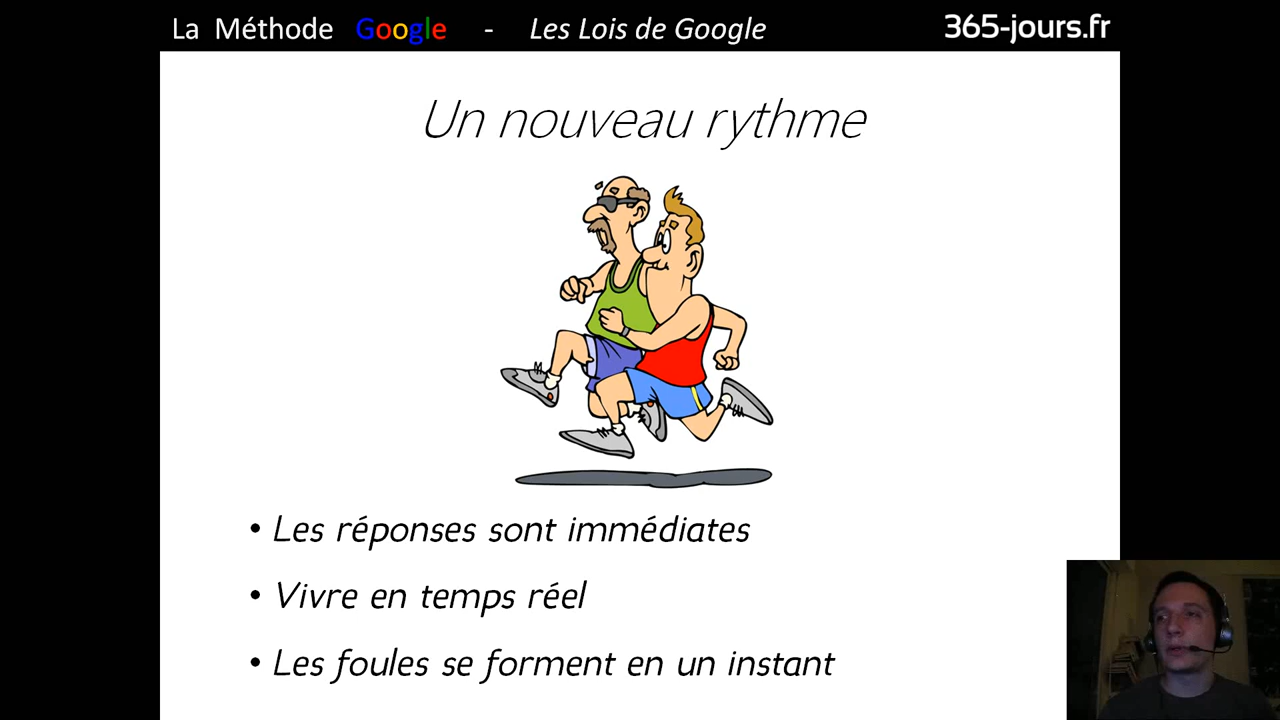 La Méthode Google - Les Lois de Google 365-jours.fr
Un nouveau rythme
• Les réponses sont immédiates
• Vivre en temps réel
• Les foules se forment en un instant